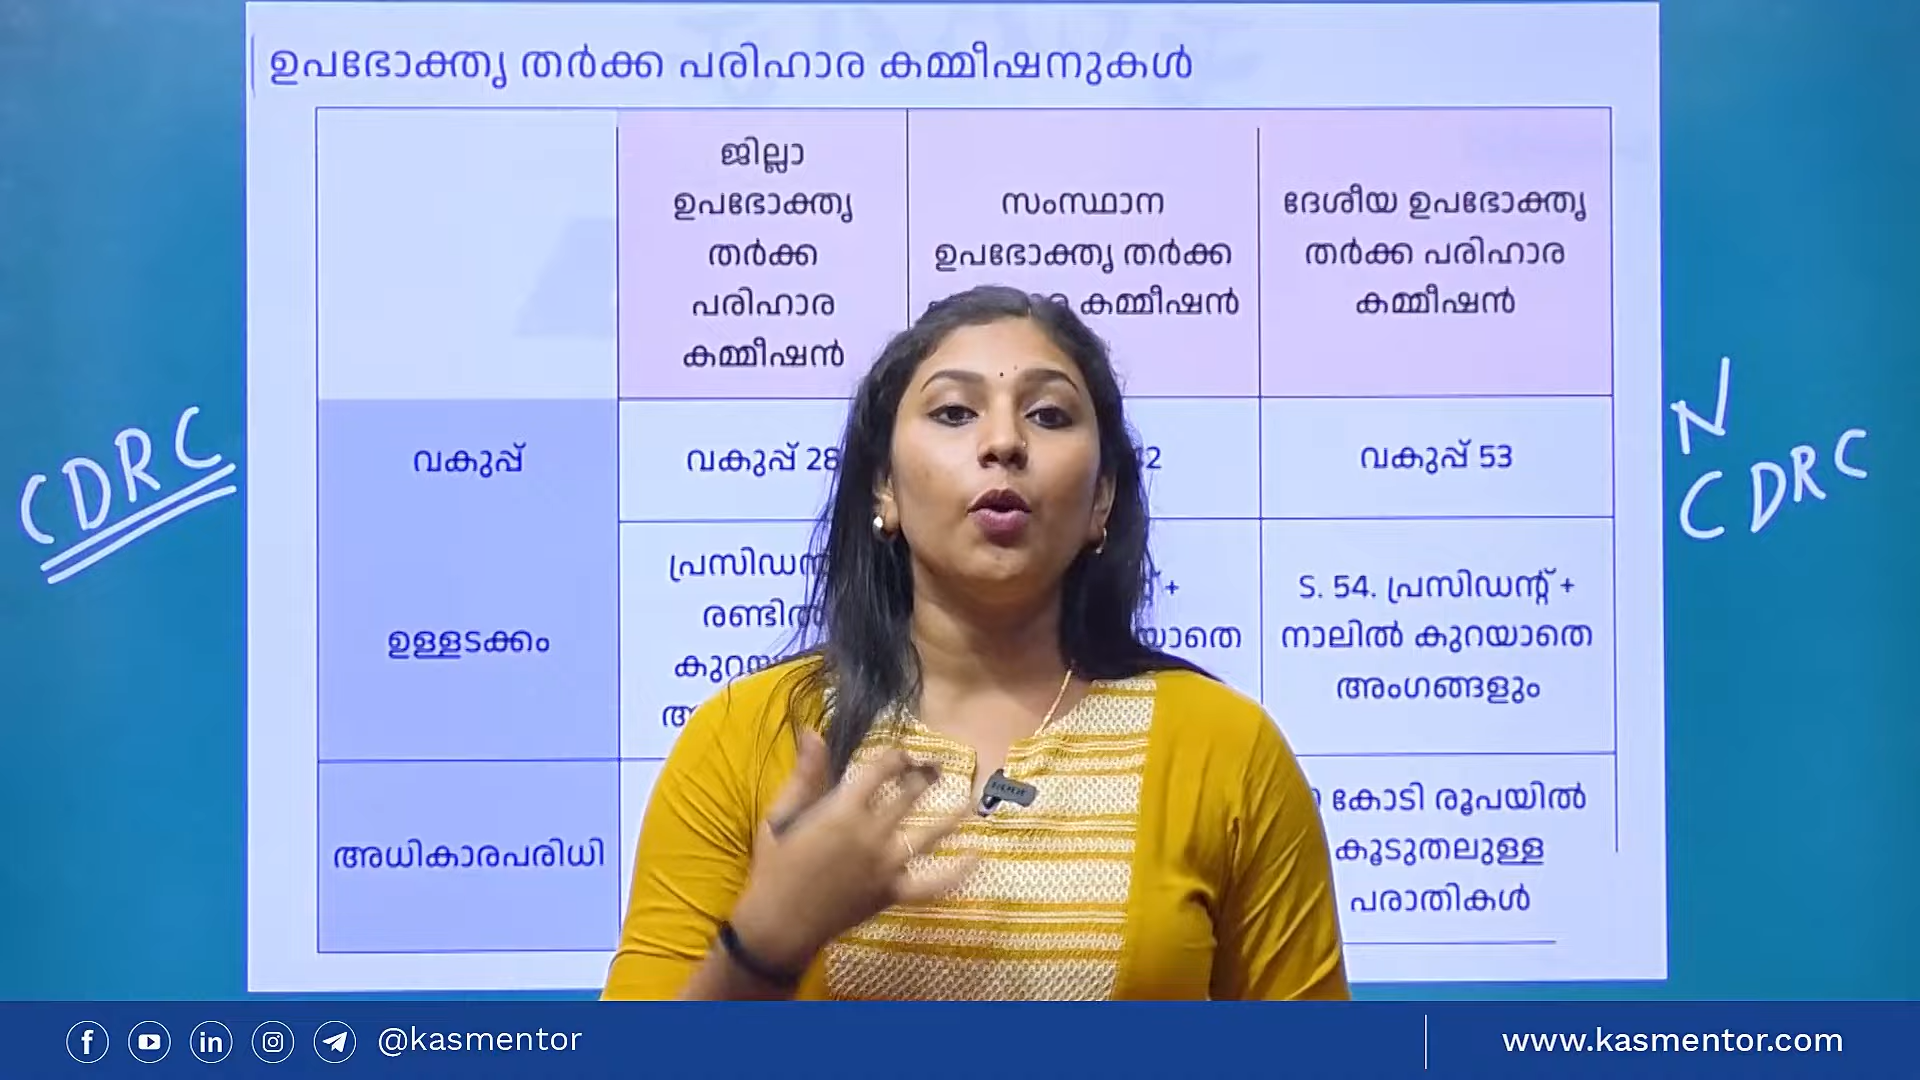 ഉപഭോക്തൃ തർക്ക പരിഹാര കമ്മീഷനുകൾ
ജില്ലാ
ഉപഭോക്തൃ
തർക്ക
പരിഹാര
കമ്മീഷൻ
സംസ്ഥാന
ഉപഭോക്തൃ തർക്ക
കമ്മീഷൻ
ദേശീയ ഉപഭോക്തൃ
തർക്ക പരിഹാര
കമ്മീഷൻ
വകുപ്പ്
വകുപ്പ് 28
വകുപ്പ് 53
ഉള്ളടക്കം
S. 54. പ്രസിഡന്റ് +
നാലിൽ കുറയാതെ
അംഗങ്ങളും
അധികാരപരിധി
കോടി രൂപയിൽ
കൂടുതലുള്ള
പരാതികൾ
CDRC
N
CDRC
@kasmentor
www.kasmentor.com